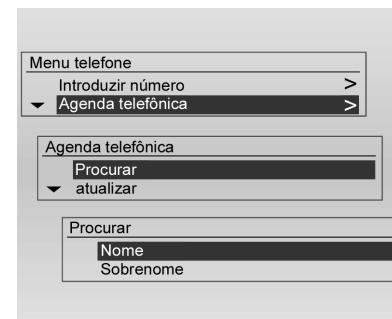 Menu telefone
Introduzir número >
Agenda telefônica >
Agenda telefônica
Procurar
atualizar
Procurar
Nome
Sobrenome